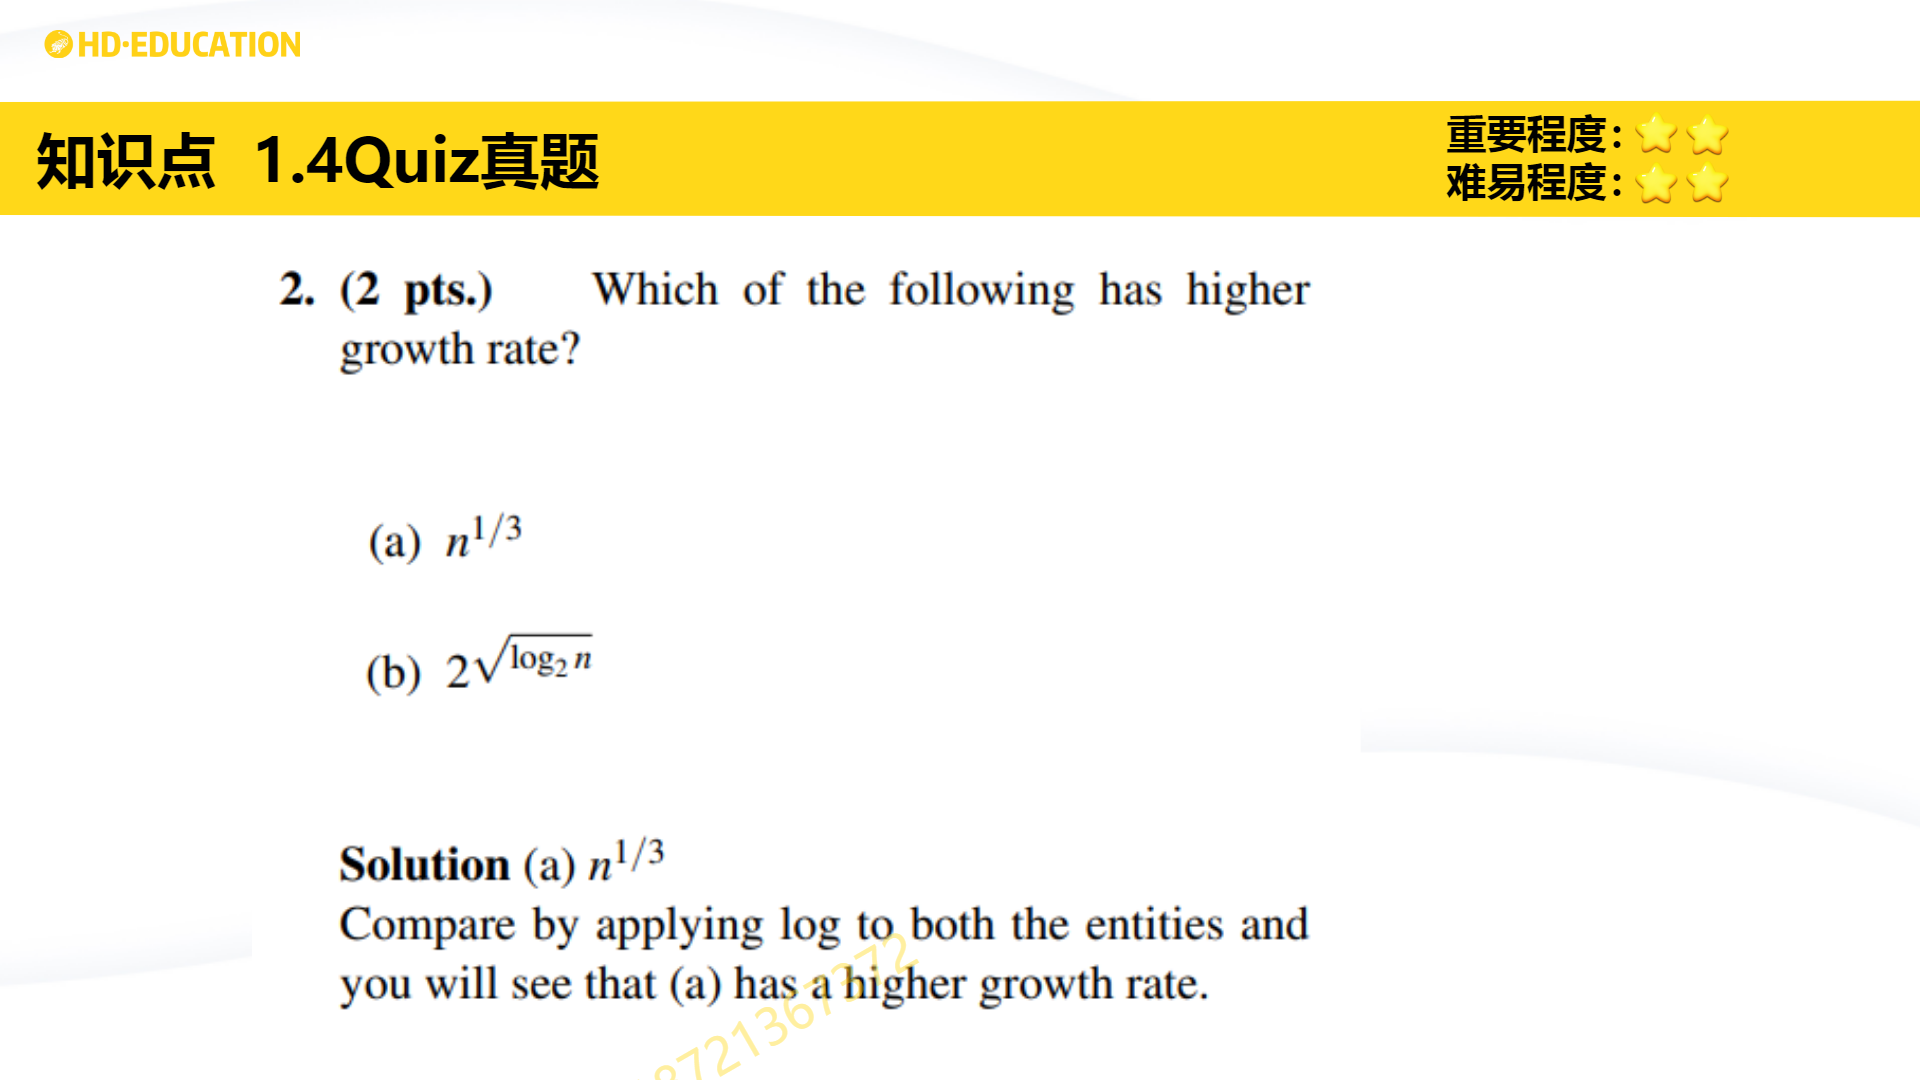 HD·EDUCATION
知识点 1.4Quiz真题
重要程度：⭐⭐
难易程度：⭐⭐
2. (2 pts.) Which of the following has higher
growth rate?
(a) n^{1/3}
(b) 2^{\sqrt{\log_2 n}}
Solution (a) n^{1/3}
Compare by applying log to both the entities and
you will see that (a) has a higher growth rate.